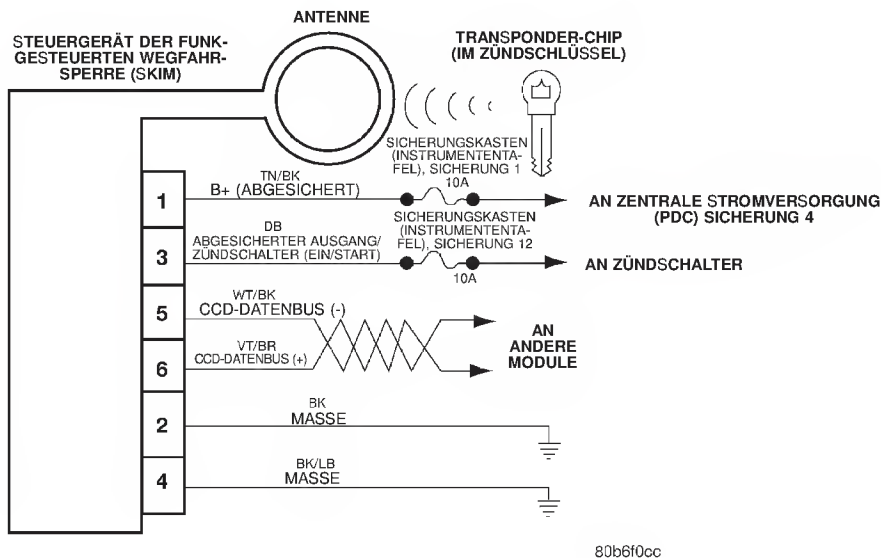 ANTENNE
STEUERGERÄT DER FUNK-
GESTEUERTEN WEGFAHR-
SPERRE (SKIM)
TRANSPONDER-CHIP
(IM ZÜNDSCHLÜSSEL)
SICHERUNGSKASTEN
(INSTRUMENTENTA-
FEL), SICHERUNG 1
10A
1
TN/BK
B+ (ABGESICHERT)
AN ZENTRALE STROMVERSORGUNG
(PDC) SICHERUNG 4
SICHERUNGSKASTEN
(INSTRUMENTENTA-
FEL), SICHERUNG 12
10A
3
DB
ABGESICHERTER AUSGANG/
ZÜNDSCHALTER (EIN/START)
AN ZÜNDSCHALTER
5
WT/BK
CCD-DATENBUS (-)
6
VT/BR
CCD-DATENBUS (+)
AN
ANDERE
MODULE
2
BK
MASSE
4
BK/LB
MASSE
80b6f0cc